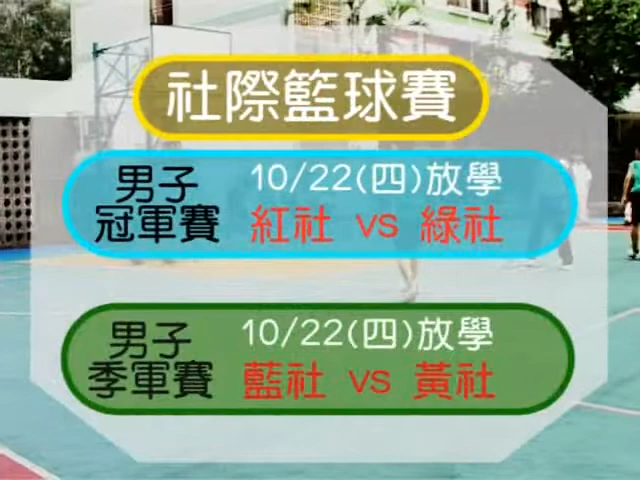 社際籃球賽
男子
冠軍賽
10/22(四)放學
紅社 vs 綠社
男子
季軍賽
10/22(四)放學
藍社 vs 黃社